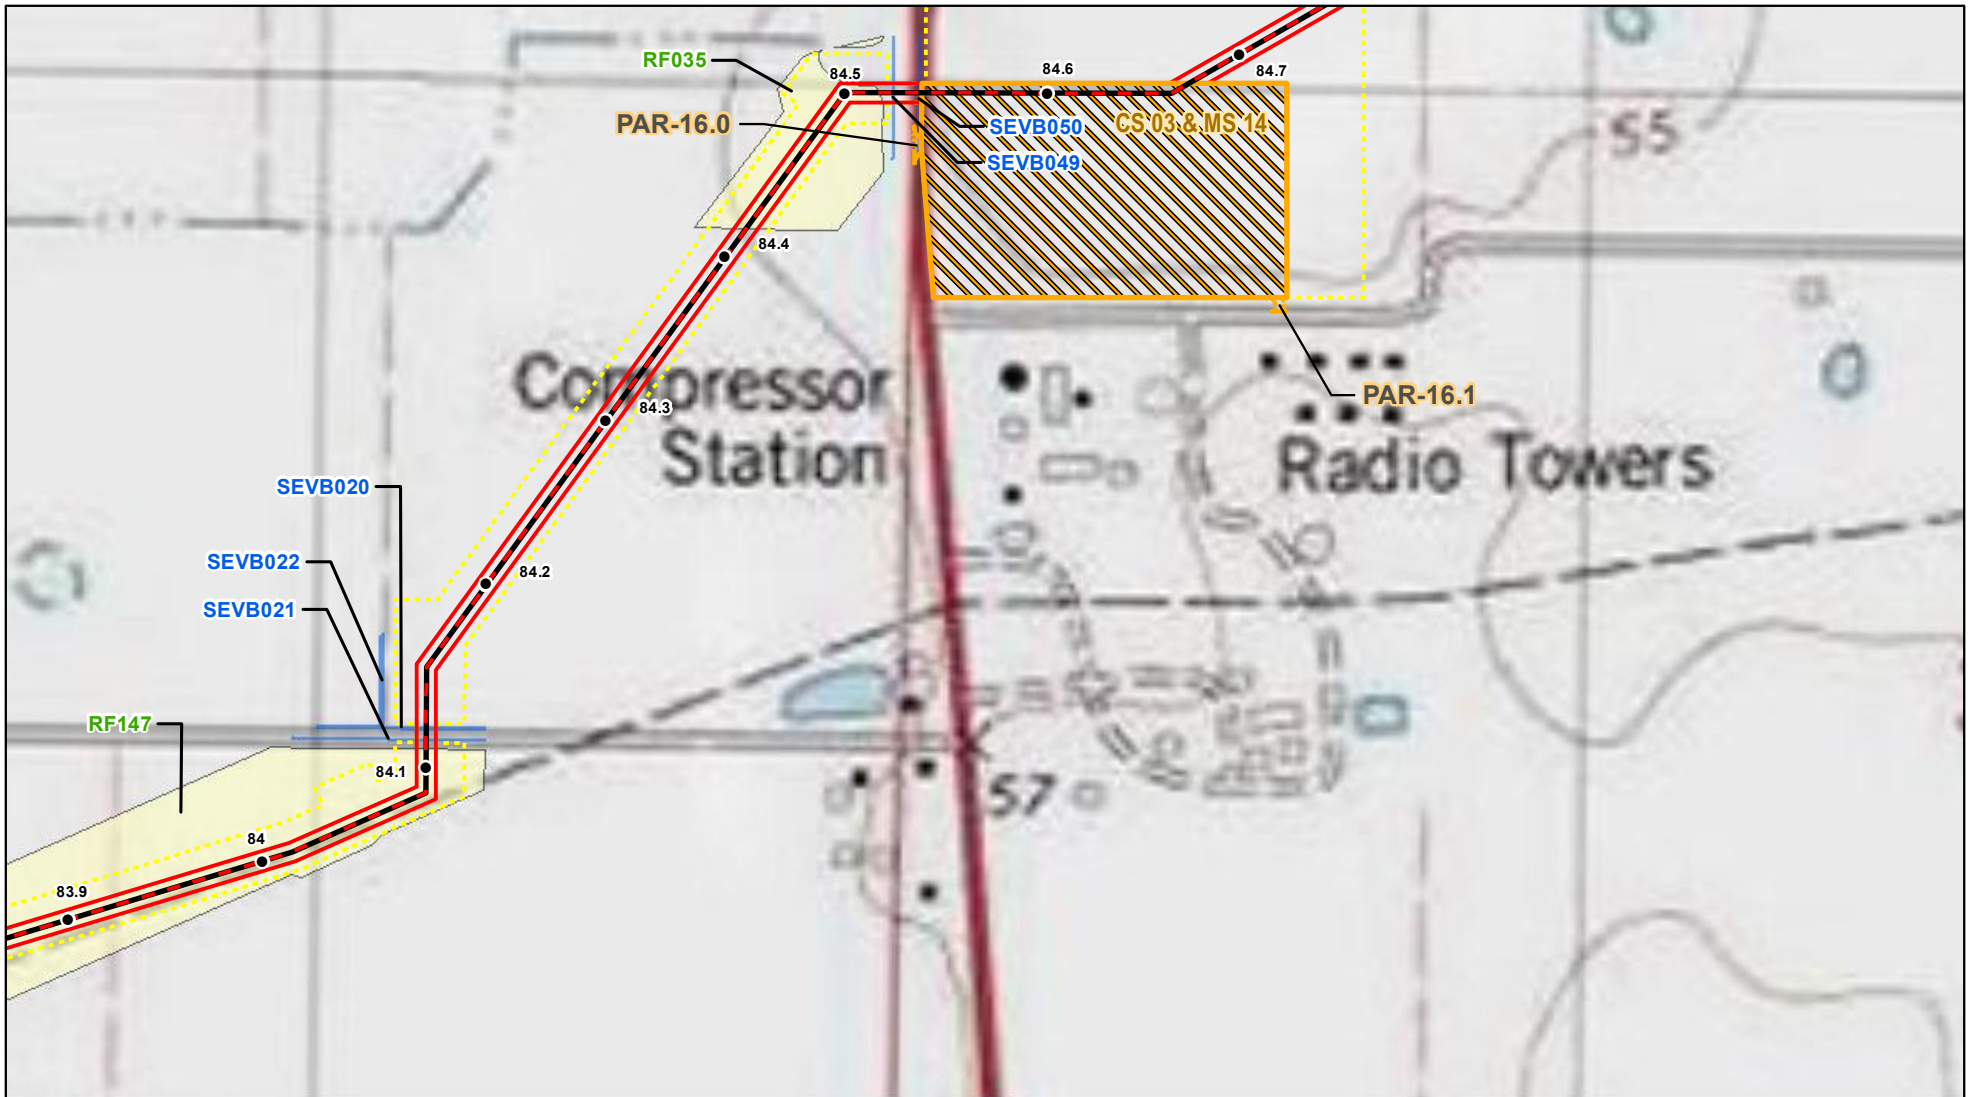 RF035
84.5
84.6
84.7
PAR-16.0
SEVB050
CS 03 & MS 14
SEVB049
55
84.4
Compressor
Station
84.3
PAR-16.1
Radio Towers
SEVB020
SEVB022
84.2
SEVB021
RF147
84.1
57
84
83.9